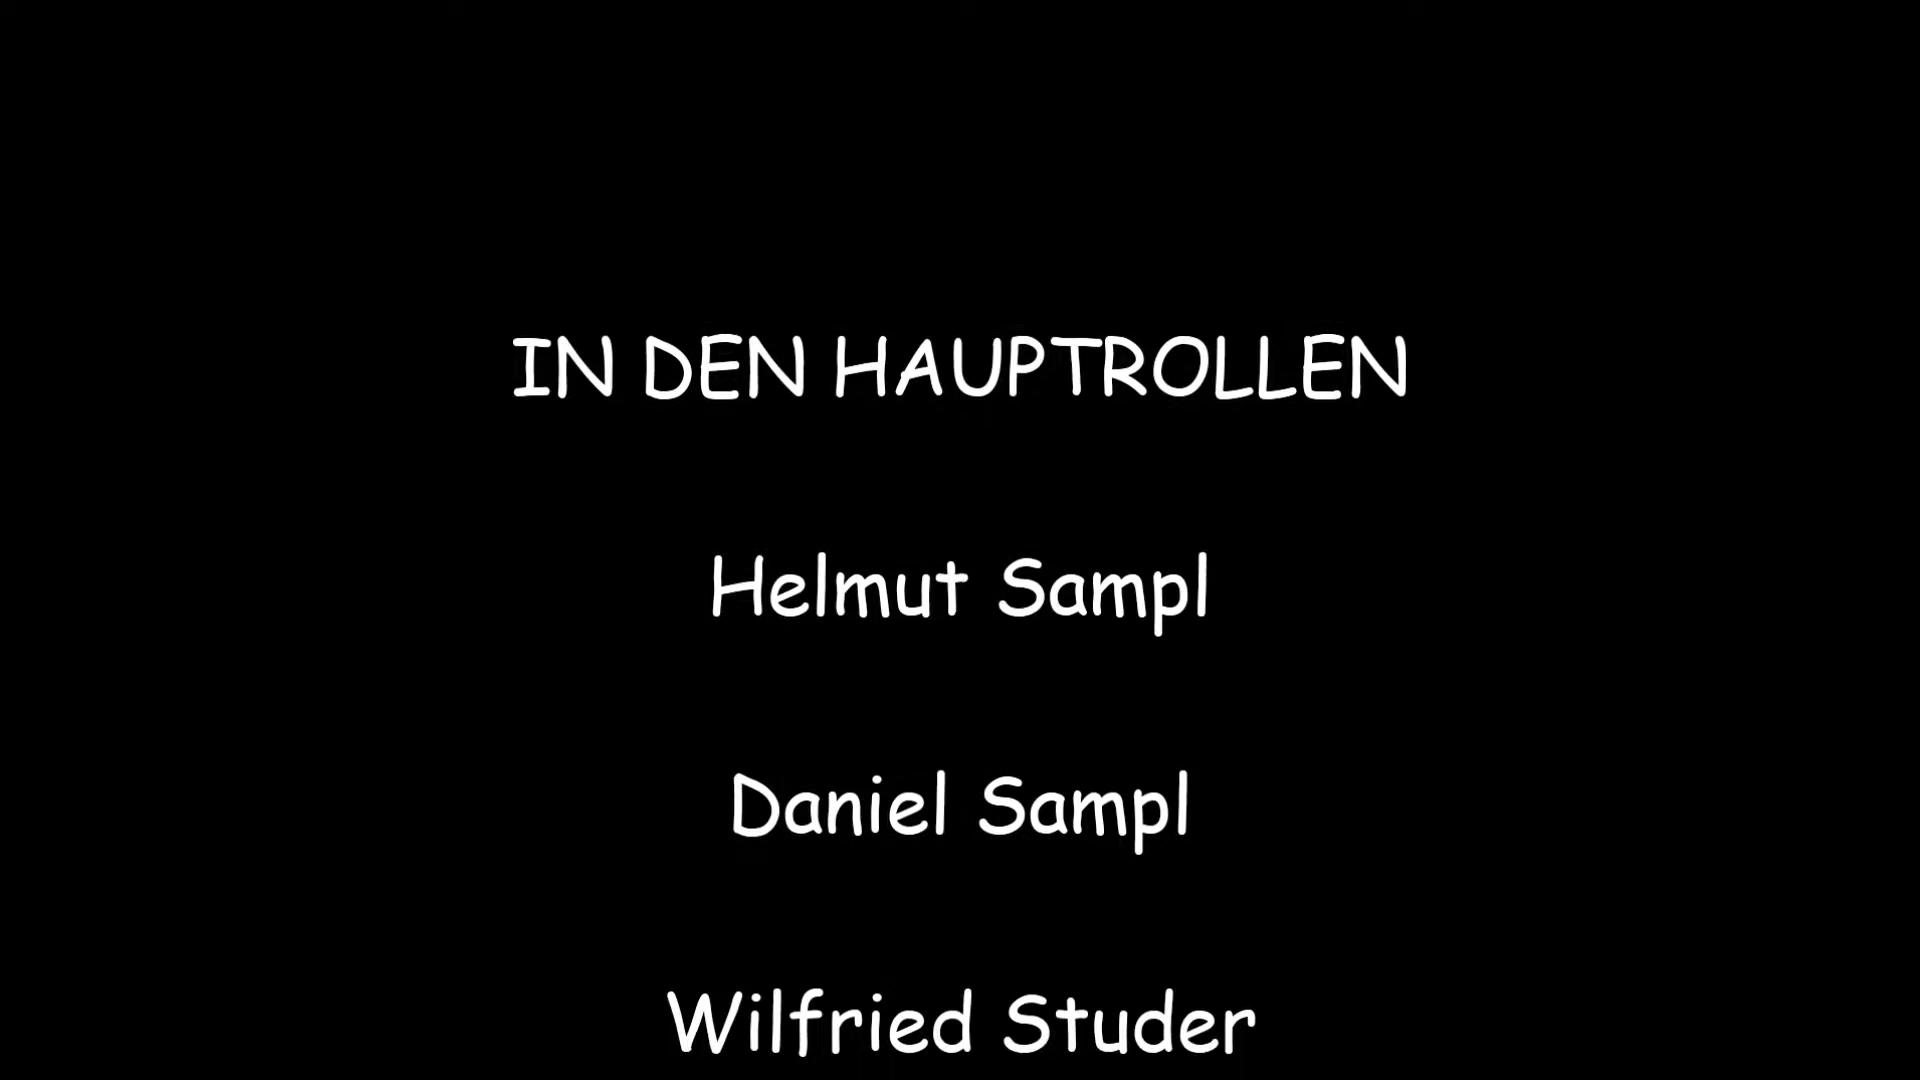 IN DEN HAUPTROLLEN
Helmut Sampl
Daniel Sampl
Wilfried Studer